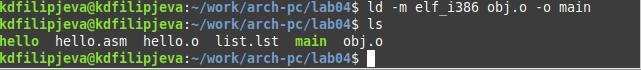 kdfilipjeva@kdfilipjeva:~/work/arch-pc/lab04$ ld -m elf_i386 obj.o -o main
kdfilipjeva@kdfilipjeva:~/work/arch-pc/lab04$ ls
hello  hello.asm  hello.o  list.lst  main  obj.o
kdfilipjeva@kdfilipjeva:~/work/arch-pc/lab04$